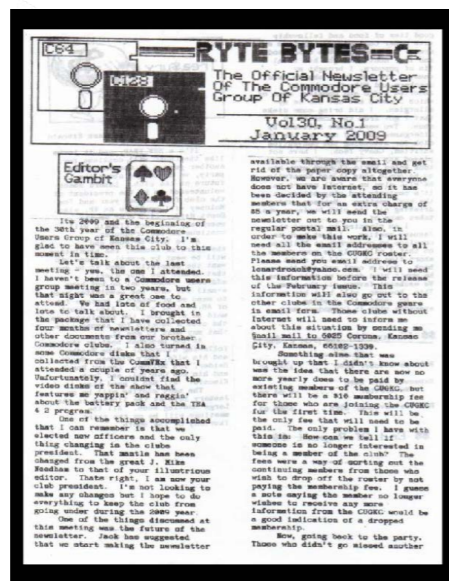 C64
C128
RYTE BYTES
The Official Newsletter
Of The Commodore Users
Group Of Kansas City
Vol30, No.1
January 2009
Editor's
Gambit
Its 2009 and the begining of
the 30th year of the Commodore
Users Group of Kansas City. I'm
glad to have seen this club to this
moment in time.
Let's talk about the last
meeting - yes, the one I attended.
I haven't been to a Commodore users
group meeting in two years, but
that night was a great one to
attend. We had lots of food and
lots to talk about. I brought in
the package that I have collected
four months of newsletters and
other documents from our brother
Commodore clubs. I also turned in
some Commodore disks that I
collected from the CommVEx that I
attended a couple of years ago.
Unfortunately, I couldnt find the
video disks of the show that
features me yappin' and raggin'
about the battery pack and the
4 2 program.
One of the things accomplished
that I can remember is that we
elected new officers and the only
thing changing in the clubs
president. That mantle has been
changed from the great J. Mike
Needham to that of your illustrious
editor. Thats right, I am now your
club president. I'm not looking to
make any changes but I hope to do
everything to keep the club from
going under during the 2009 year.
One of the things discussed at
this meeting was the future of the
newsletter. Jack has suggested
that we start making the newsletter
available through the email and get
rid of the paper copy altogether.
However, we are aware that everyone
does not have Internet, so it has
been decided by the attending
members that for an extra charge of
$5 a year, we will send the
newsletter out to you in the
regular postal mail. Also, in
order to make this work, I will
need all the email addresses to all
the members on the CUGKC roster.
Please send you email address to
lenardroach@yahoo.com. I will need
this information before the release
of the February issue. This
information will also go out to the
other clubs in the Commodore genre
in email form. Those clubs without
Internet will need to inform me
about this situation by sending me
Snail mail to 6025 Corona, Kansas
City, Kansas, 66102-1930.
Something else that was
brought up that I didn't know about
was the idea that there are now no
more yearly dues to be paid by
existing members of the CUGKC, but
there will be a $10 membership fee
for those who are joining the CUGKC
for the first time. This will be
the only fee that will need to be
paid. The only problem I have with
this is: How can we tell if
someone is no longer interested in
being a member of the club? The
fees were a way of sorting out the
continuing members from those who
wish to drop off the roster by not
paying the membership fee. I guess
a note saying the member no longer
wishes to receive any more
information from the CUGKC would be
a good indication of a dropped
membership.
Now, going back to the party.
Those who didn't go missed another